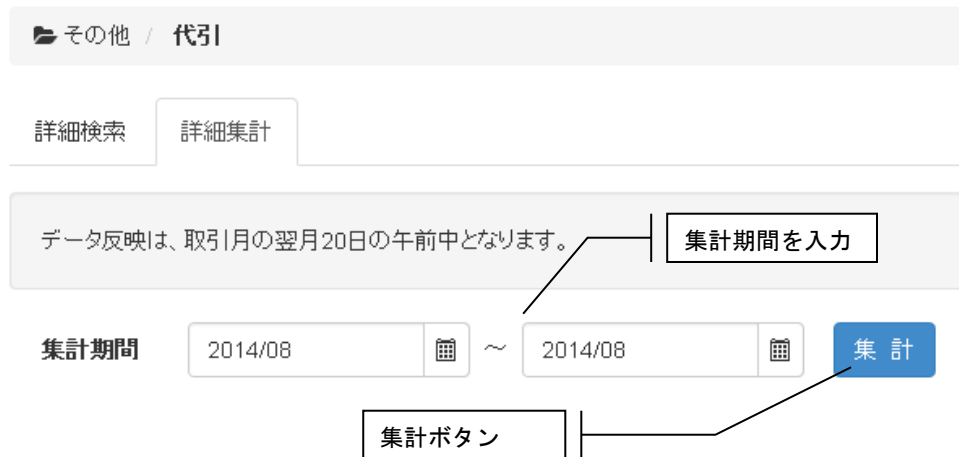 その他 / 代引
詳細検索 詳細集計
データ反映は、取引月の翌月20日の午前中となります。
集計期間を入力
集計期間 2014/08 ～ 2014/08 集 計
集計ボタン